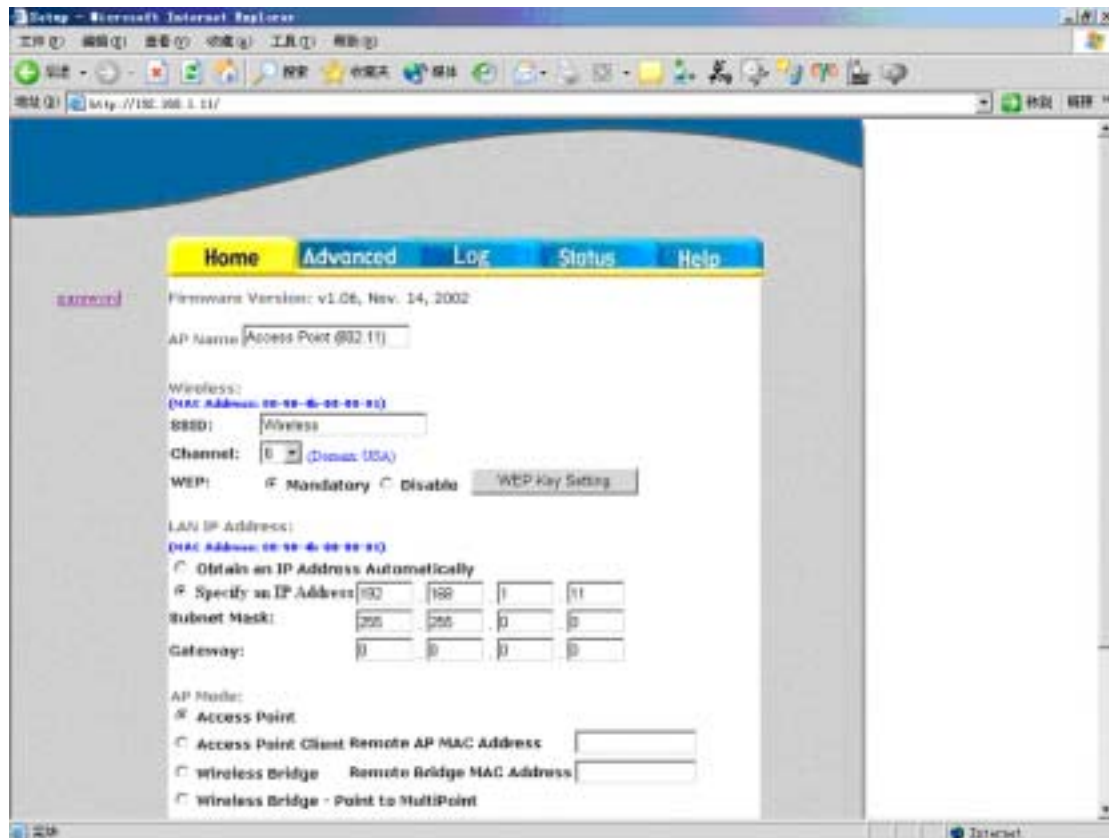 Setup - Microsoft Internet Explorer
工具(T) 帮助(H)
http://192.168.1.11/
Home Advanced Log Status Help
password
Firmware Version: v1.06, Nov. 14, 2002
AP Name Access Point (802.11)
Wireless:
SSID: Wireless
Channel: 6 (Domain: USA)
WEP: Mandatory Disable WEP Key Setting
LAN IP Address:
Obtain an IP Address Automatically
Specify an IP Address 192 . 168 . 1 . 11
Subnet Mask: 255 . 255 . 0 . 0
Gateway: 0 . 0 . 0 . 0
AP Mode:
Access Point
Access Point Client Remote AP MAC Address
Wireless Bridge Remote Bridge MAC Address
Wireless Bridge - Point to MultiPoint
Internet